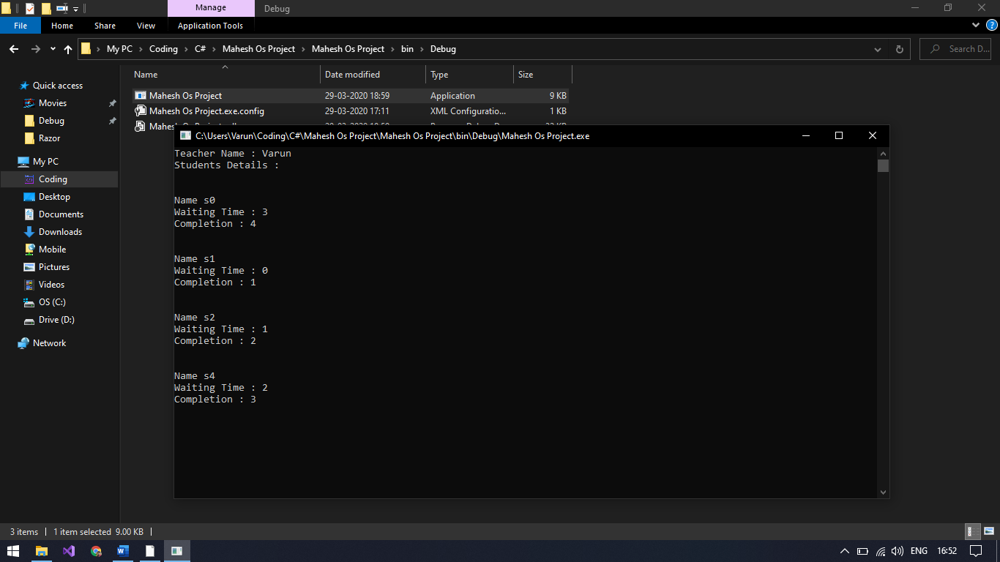 Manage
Debug
File
Home
Share
View
Application Tools
My PC
Coding
C#
Mahesh Os Project
Mahesh Os Project
bin
Debug
Search D...
Name
Date modified
Type
Size
Quick access
Movies
Debug
Razor
My PC
Coding
Desktop
Documents
Downloads
Mobile
Pictures
Videos
OS (C:)
Drive (D:)
Network
Mahesh Os Project 29-03-2020 18:59 Application 9 KB
Mahesh Os Project.exe.config 29-03-2020 17:11 XML Configuratio... 1 KB
C:\Users\Varun\Coding\C#\Mahesh Os Project\Mahesh Os Project\bin\Debug\Mahesh Os Project.exe
Teacher Name : Varun
Students Details :
Name s0
Waiting Time : 3
Completion : 4
Name s1
Waiting Time : 0
Completion : 1
Name s2
Waiting Time : 1
Completion : 2
Name s4
Waiting Time : 2
Completion : 3
3 items
1 item selected 9.00 KB
ENG
16:52